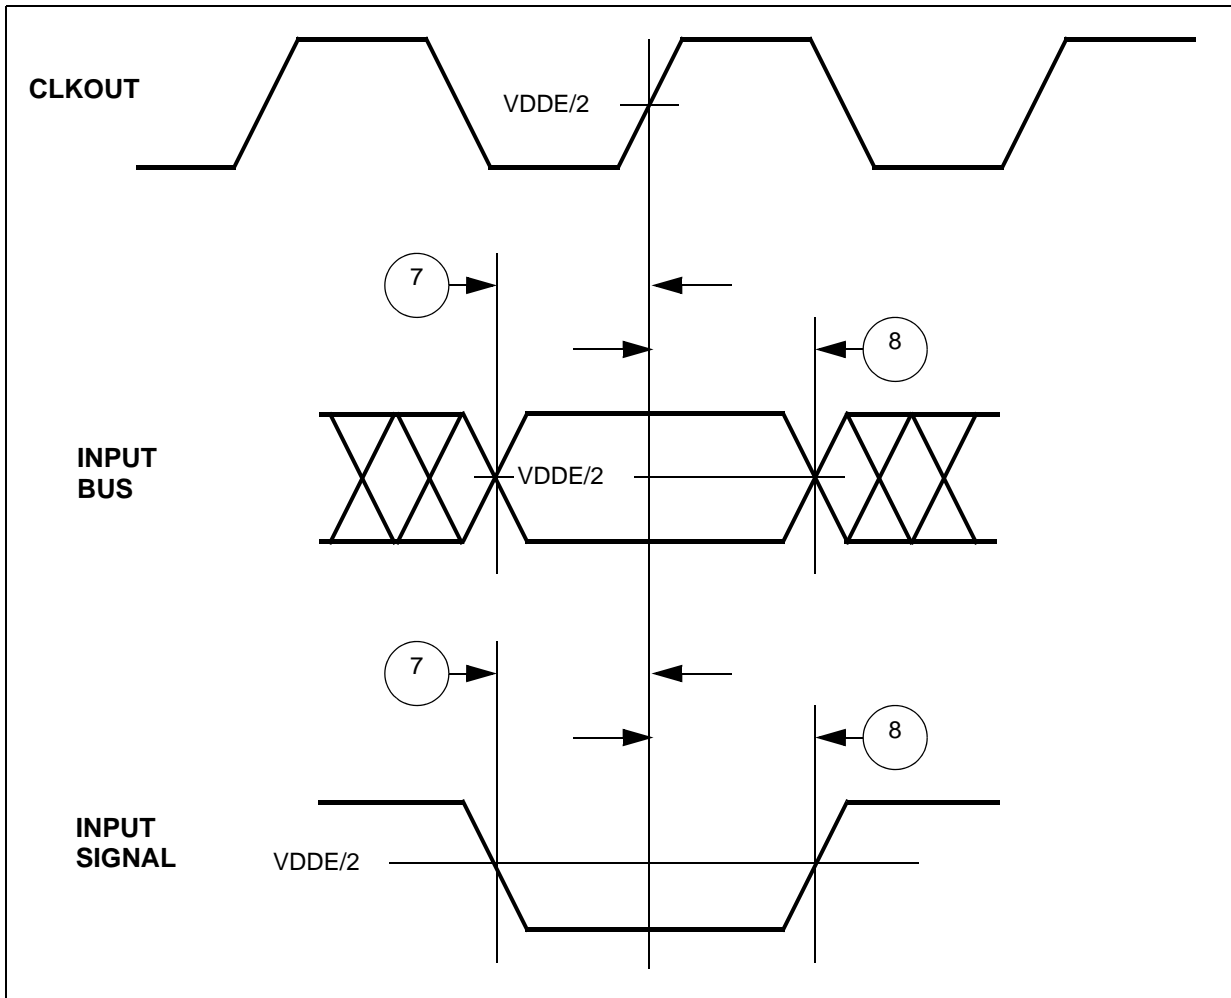 CLKOUT
VDDE/2
7
8
INPUT
BUS
VDDE/2
7
8
INPUT
SIGNAL
VDDE/2